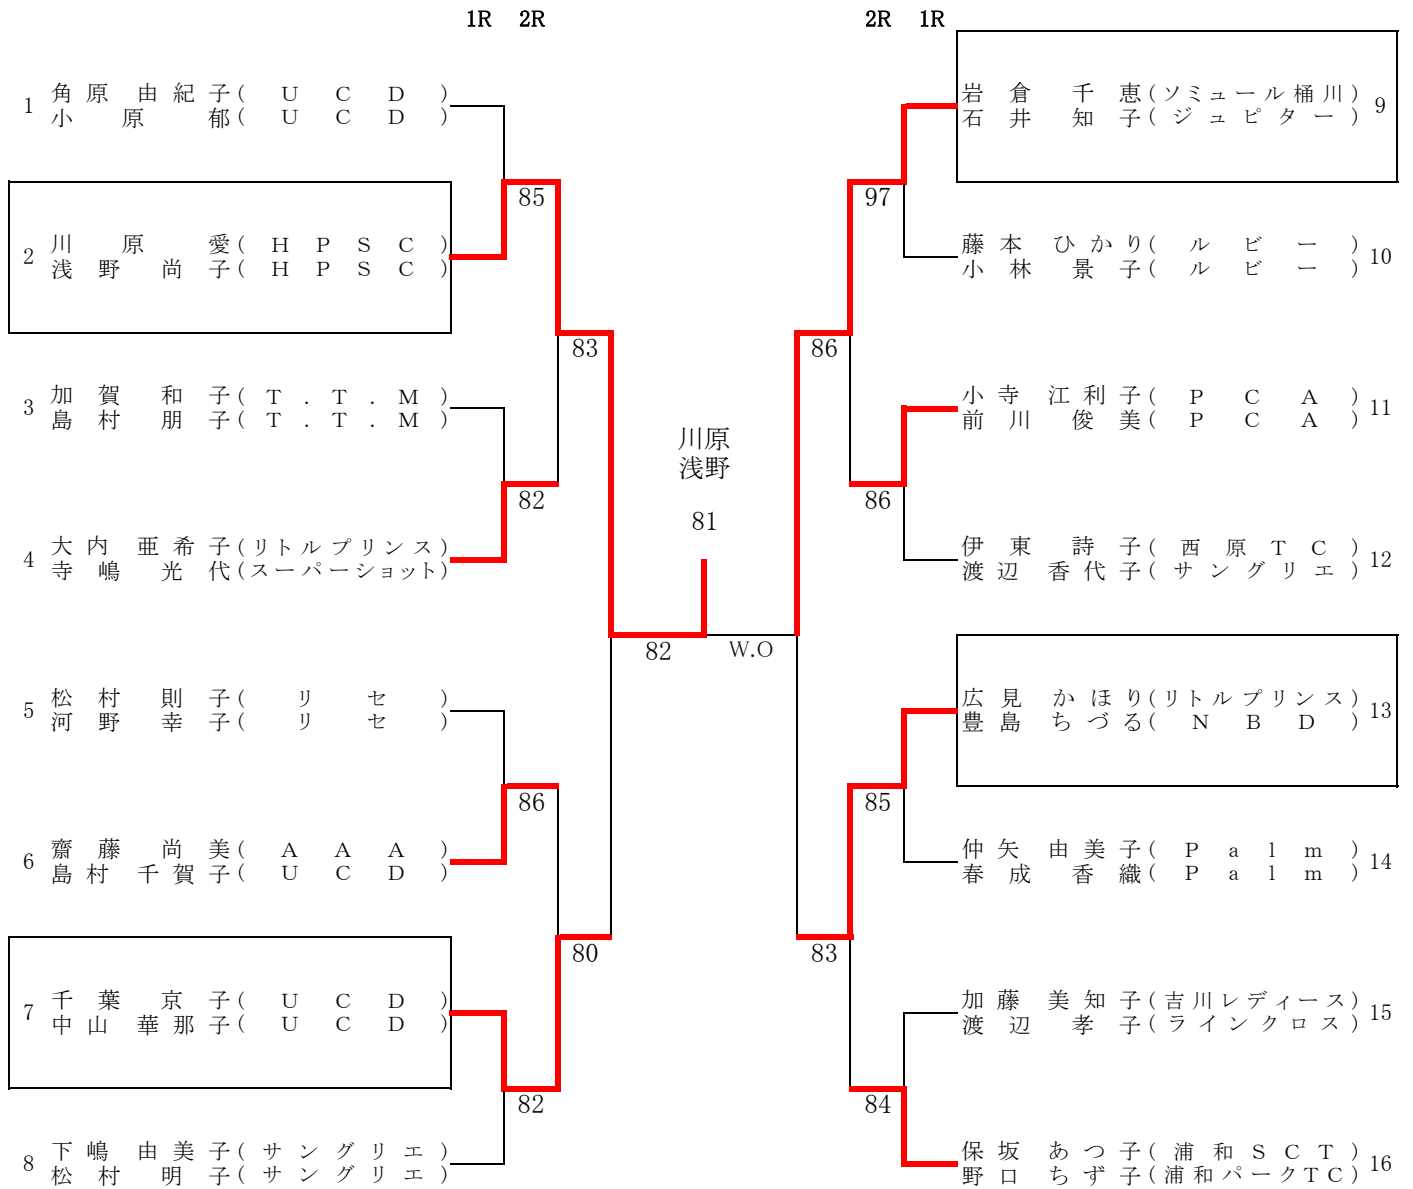 1R 2R
1 角原 由紀子(UCD)
小原 郁(UCD)
85
2 川原 愛(HPSC)
浅野 尚子(HPSC)
83
3 加賀 和子(T.T.M)
島村 朋子(T.T.M)
82
4 大内 亜希子(リトルプリンス)
寺嶋 光代(スーパーショット)
5 松村 則子(リセ)
河野 幸子(リセ)
86
6 齋藤 尚美(AAA)
島村 千賀子(UCD)
80
7 千葉 京子(UCD)
中山 華那子(UCD)
82
8 下嶋 由美子(サングリエ)
松村 明子(サングリエ)
川原
浅野
81
82 W.O
2R 1R
岩倉 千恵(ソミュール桶川) 9
石井 知子(ジュピター)
97
藤本 ひかり(ルビー) 10
小林 景子(ルビー)
86
小寺 江利子(PCA) 11
前川 俊美(PCA)
86
伊東 詩子(西原TC) 12
渡辺 香代子(サングリエ)
広見 かほり(リトルプリンス) 13
豊島 ちづる(NBD)
85
仲矢 由美子(Palm) 14
春成 香織(Palm)
83
加藤 美知子(吉川レディース) 15
渡辺 孝子(ラインクロス)
84
保坂 あつ子(浦和SCT) 16
野口 ちず子(浦和パークTC)